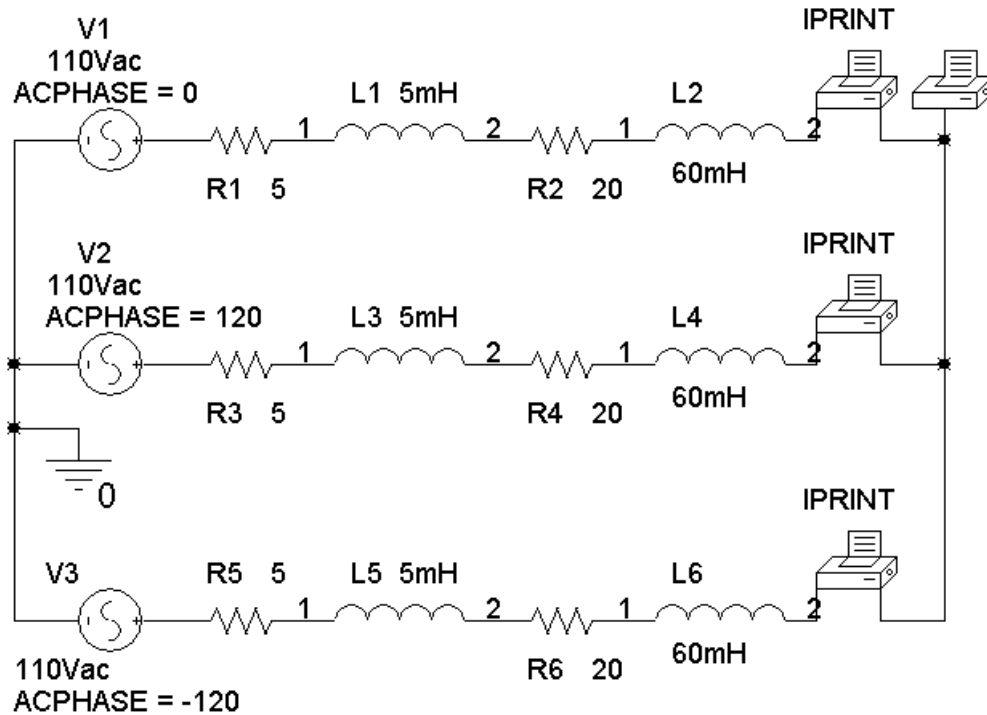 V1
110Vac
ACPHASE = 0
L1 5mH
L2
IPRINT
1
2
1
2
R1 5
R2 20
60mH
V2
110Vac
ACPHASE = 120
L3 5mH
L4
IPRINT
1
2
1
2
R3 5
R4 20
60mH
0
IPRINT
V3
R5 5
L5 5mH
L6
1
2
1
2
R6 20
60mH
110Vac
ACPHASE = -120